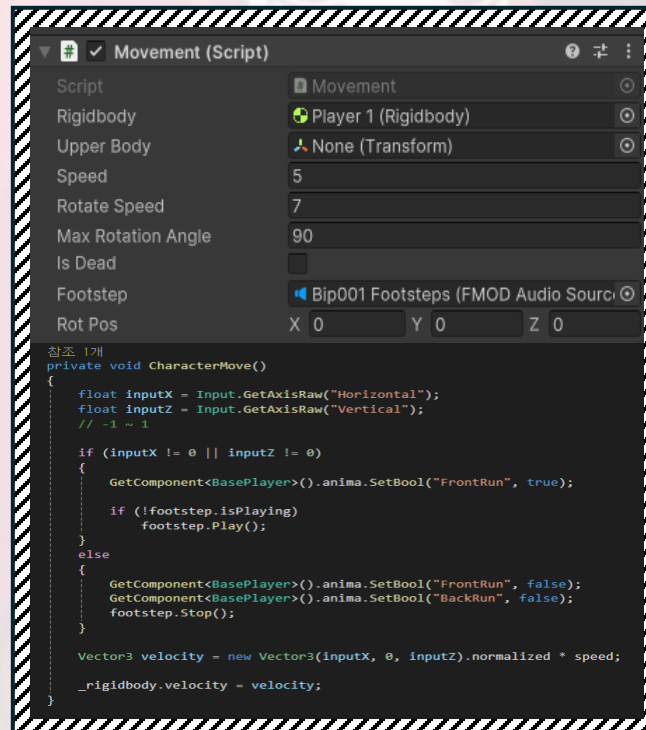 Movement (Script)
Script Movement
Rigidbody Player 1 (Rigidbody)
Upper Body None (Transform)
Speed 5
Rotate Speed 7
Max Rotation Angle 90
Is Dead
Footstep Bip001 Footsteps (FMOD Audio Sourc
Rot Pos X 0 Y 0 Z 0
참조 1개
private void CharacterMove()
{
float inputX = Input.GetAxisRaw("Horizontal");
float inputZ = Input.GetAxisRaw("Vertical");
// -1 ~ 1
if (inputX != 0 || inputZ != 0)
{
GetComponent<BasePlayer>().anima.SetBool("FrontRun", true);
if (!footstep.isPlaying)
footstep.Play();
}
else
{
GetComponent<BasePlayer>().anima.SetBool("FrontRun", false);
GetComponent<BasePlayer>().anima.SetBool("BackRun", false);
footstep.Stop();
}
Vector3 velocity = new Vector3(inputX, 0, inputZ).normalized * speed;
_rigidbody.velocity = velocity;
}